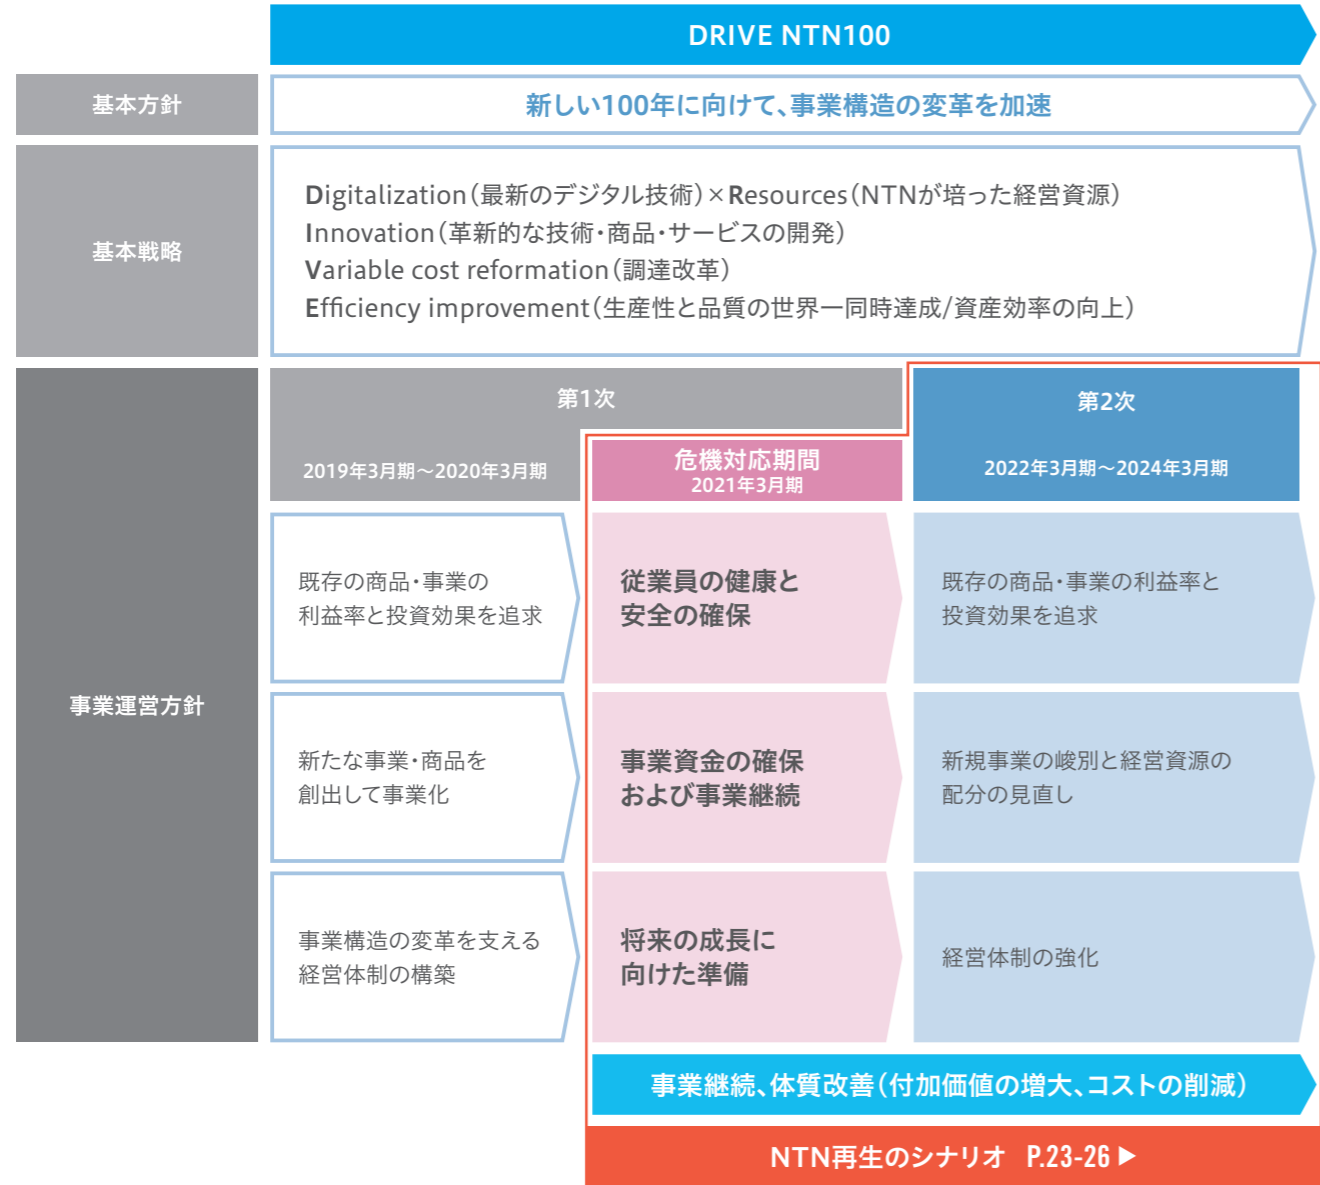 DRIVE NTN100
基本方針
新しい100年に向けて、事業構造の変革を加速
基本戦略
Digitalization（最新のデジタル技術）×Resources（NTNが培った経営資源）
Innovation（革新的な技術・商品・サービスの開発）
Variable cost reformation（調達改革）
Efficiency improvement（生産性と品質の世界一同時達成/資産効率の向上）
事業運営方針
第1次
2019年3月期～2020年3月期
危機対応期間
2021年3月期
第2次
2022年3月期～2024年3月期
既存の商品・事業の
利益率と投資効果を追求
従業員の健康と
安全の確保
既存の商品・事業の利益率と
投資効果を追求
新たな事業・商品を
創出して事業化
事業資金の確保
および事業継続
新規事業の峻別と経営資源の
配分の見直し
事業構造の変革を支える
経営体制の構築
将来の成長に
向けた準備
経営体制の強化
事業継続、体質改善（付加価値の増大、コストの削減）
NTN再生のシナリオ P.23-26 ▶